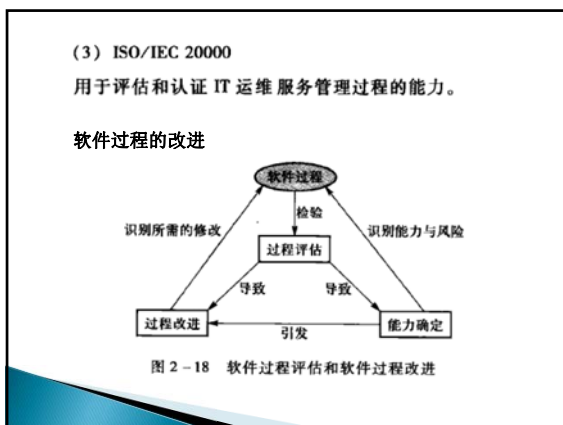 (3) ISO/IEC 20000
用于评估和认证 IT 运维 服务管理过程的能力。
软件过程的改进
软件过程
检验
识别所需的修改
识别能力与风险
过程评估
导致
导致
过程改进
引发
能力确定
图 2-18 软件过程评估和软件过程改进